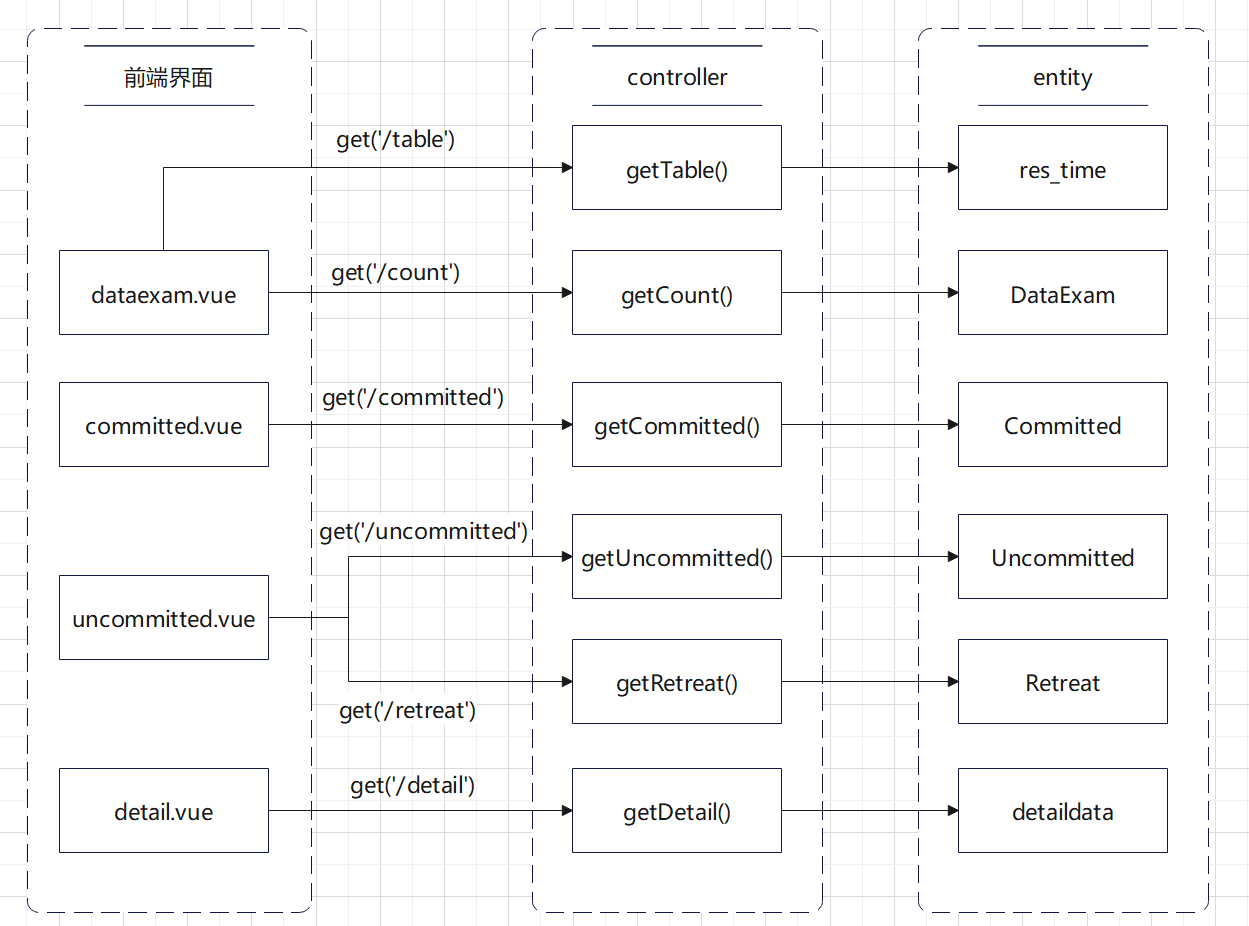 前端界面
controller
entity
get('/table')
getTable()
res_time
dataexam.vue
get('/count')
getCount()
DataExam
committed.vue
get('/committed')
getCommitted()
Committed
get('/uncommitted')
getUncommitted()
Uncommitted
uncommitted.vue
getRetreat()
Retreat
get('/retreat')
detail.vue
get('/detail')
getDetail()
detaildata